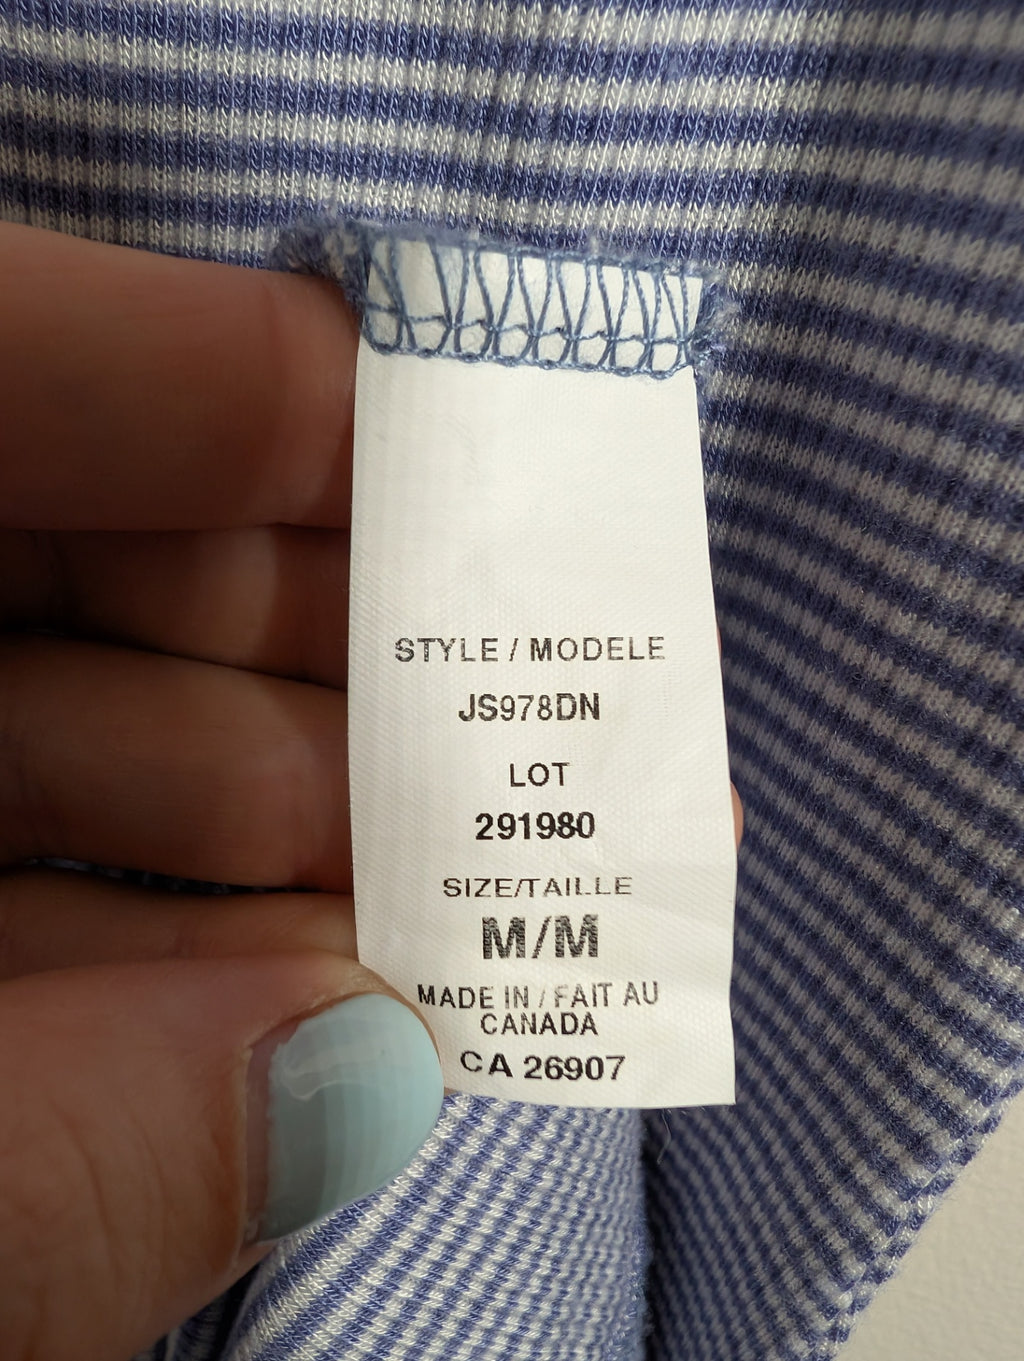 STYLE / MODELE
JS978DN
LOT
291980
SIZE/TAILLE
M/M
MADE IN / FAIT AU
CANADA
CA 26907